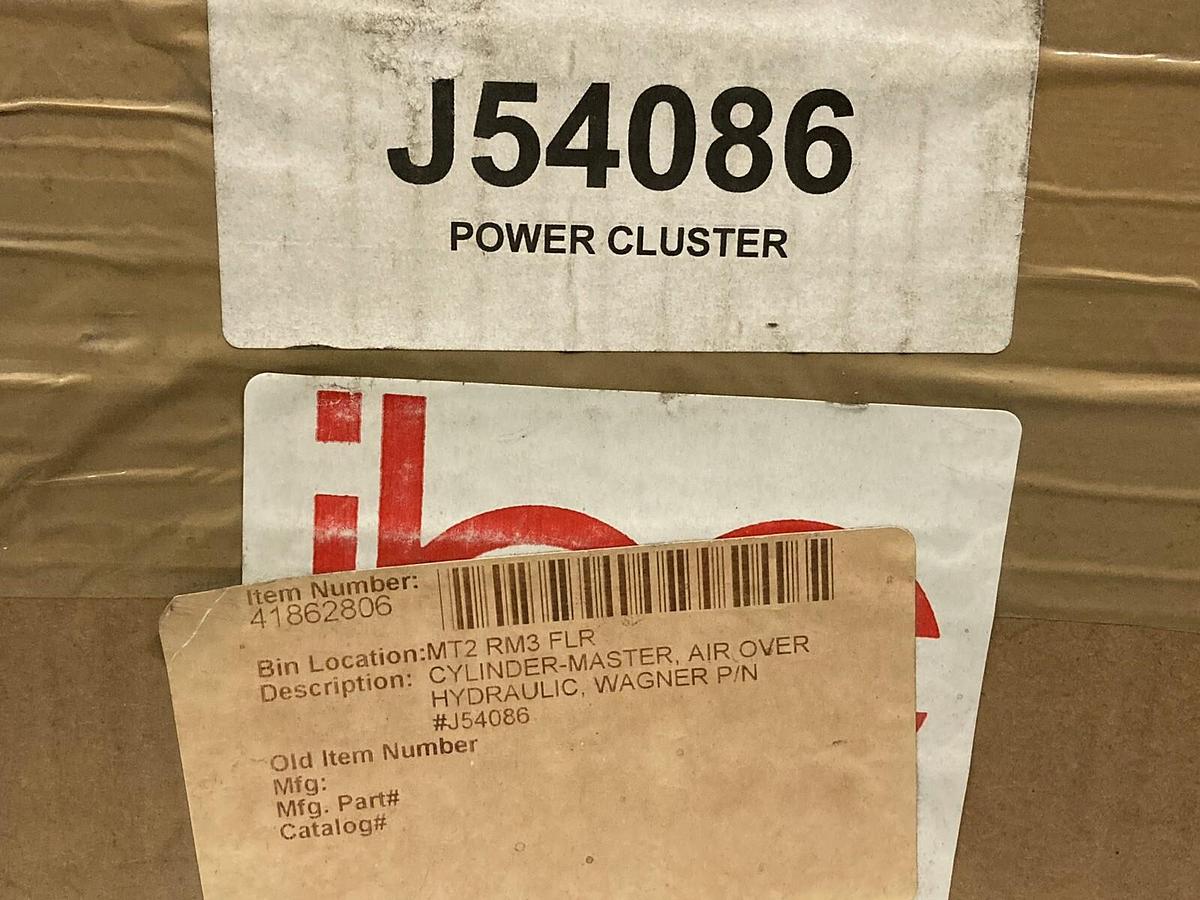 J54086
POWER CLUSTER
ibc
Item Number:
41862806
Bin Location:MT2 RM3 FLR
Description: CYLINDER-MASTER, AIR OVER
HYDRAULIC, WAGNER P/N
#J54086
Old Item Number
Mfg:
Mfg. Part#
Catalog#